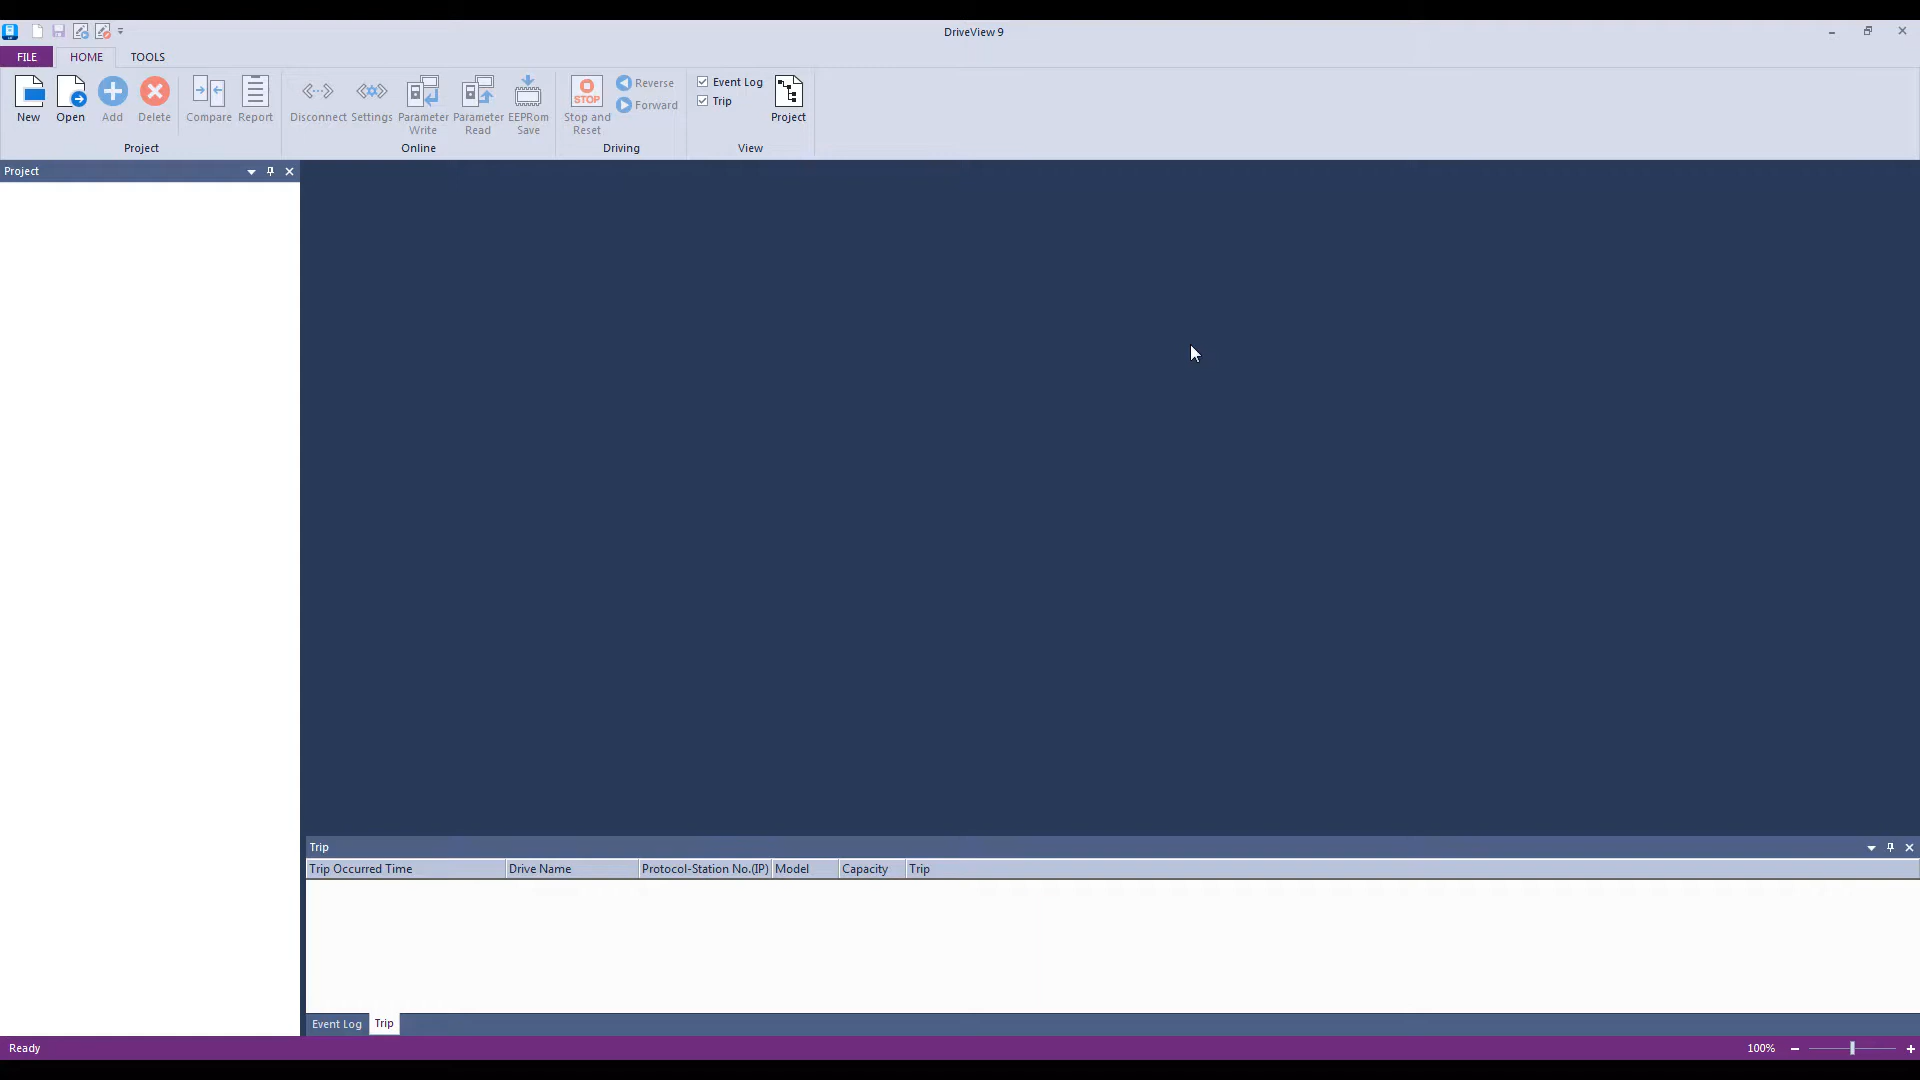 DriveView 9
FILE HOME TOOLS
New Open Add Delete Compare Report Disconnect Settings Parameter Write Parameter Read EEPRom Save STOP Stop and Reset Reverse Forward Event Log Trip Project
Project Online Driving View
Project
Trip
Trip Occurred Time Drive Name Protocol-Station No.(IP) Model Capacity Trip
Event Log Trip
Ready 100%